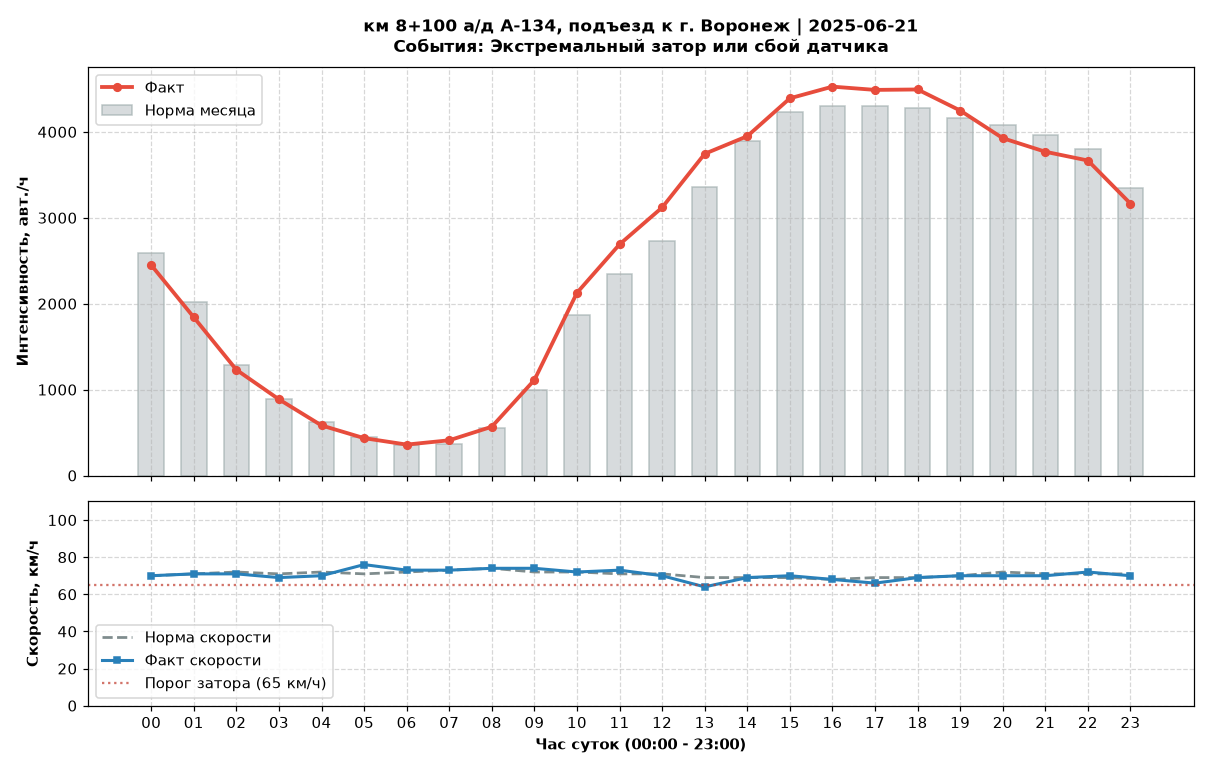 км 8+100 а/д А-134, подъезд к г. Воронеж | 2025-06-21
События: Экстремальный затор или сбой датчика
Факт
Норма месяца
Интенсивность, авт./ч
4000
3000
2000
1000
0
Скорость, км/ч
100
80
60
40
20
0
Норма скорости
Факт скорости
Порог затора (65 км/ч)
00 01 02 03 04 05 06 07 08 09 10 11 12 13 14 15 16 17 18 19 20 21 22 23
Час суток (00:00 - 23:00)